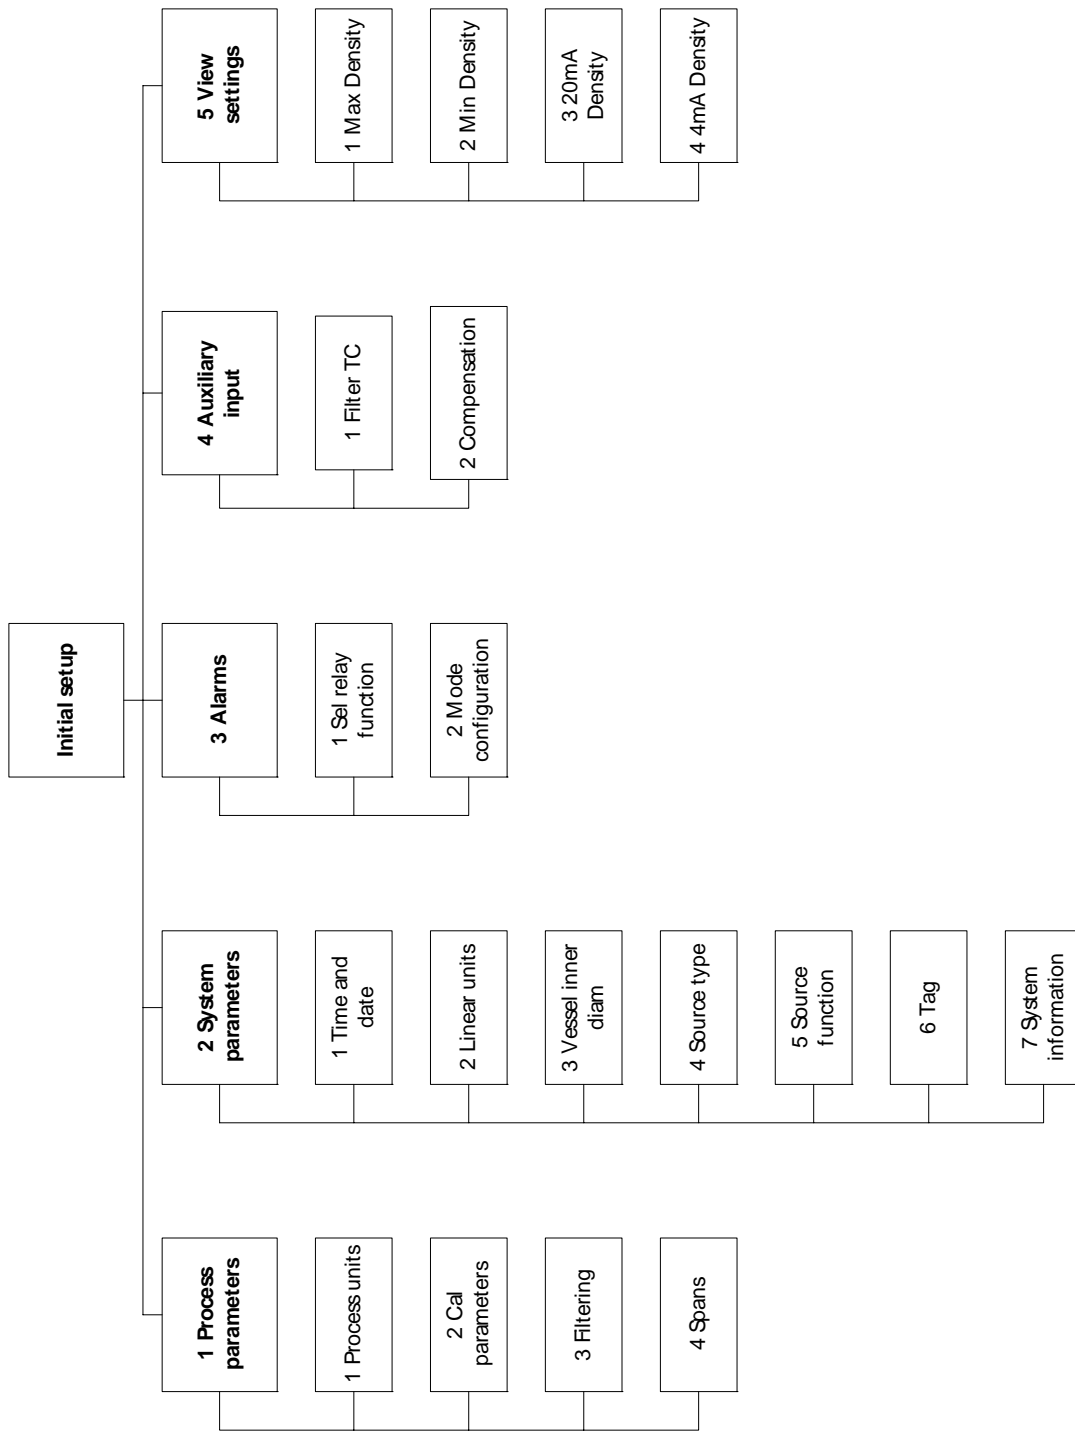 Initial setup
1 Process
parameters
1 Process units
2 Cal
parameters
3 Filtering
4 Spans
2 System
parameters
1 Time and
date
2 Linear units
3 Vessel inner
diam
4 Source type
5 Source
function
6 Tag
7 System
information
3 Alarms
1 Sel relay
function
2 Mode
configuration
4 Auxiliary
input
1 Filter TC
2 Compensation
5 View
settings
1 Max Density
2 Min Density
3 20mA
Density
4 4mA Density